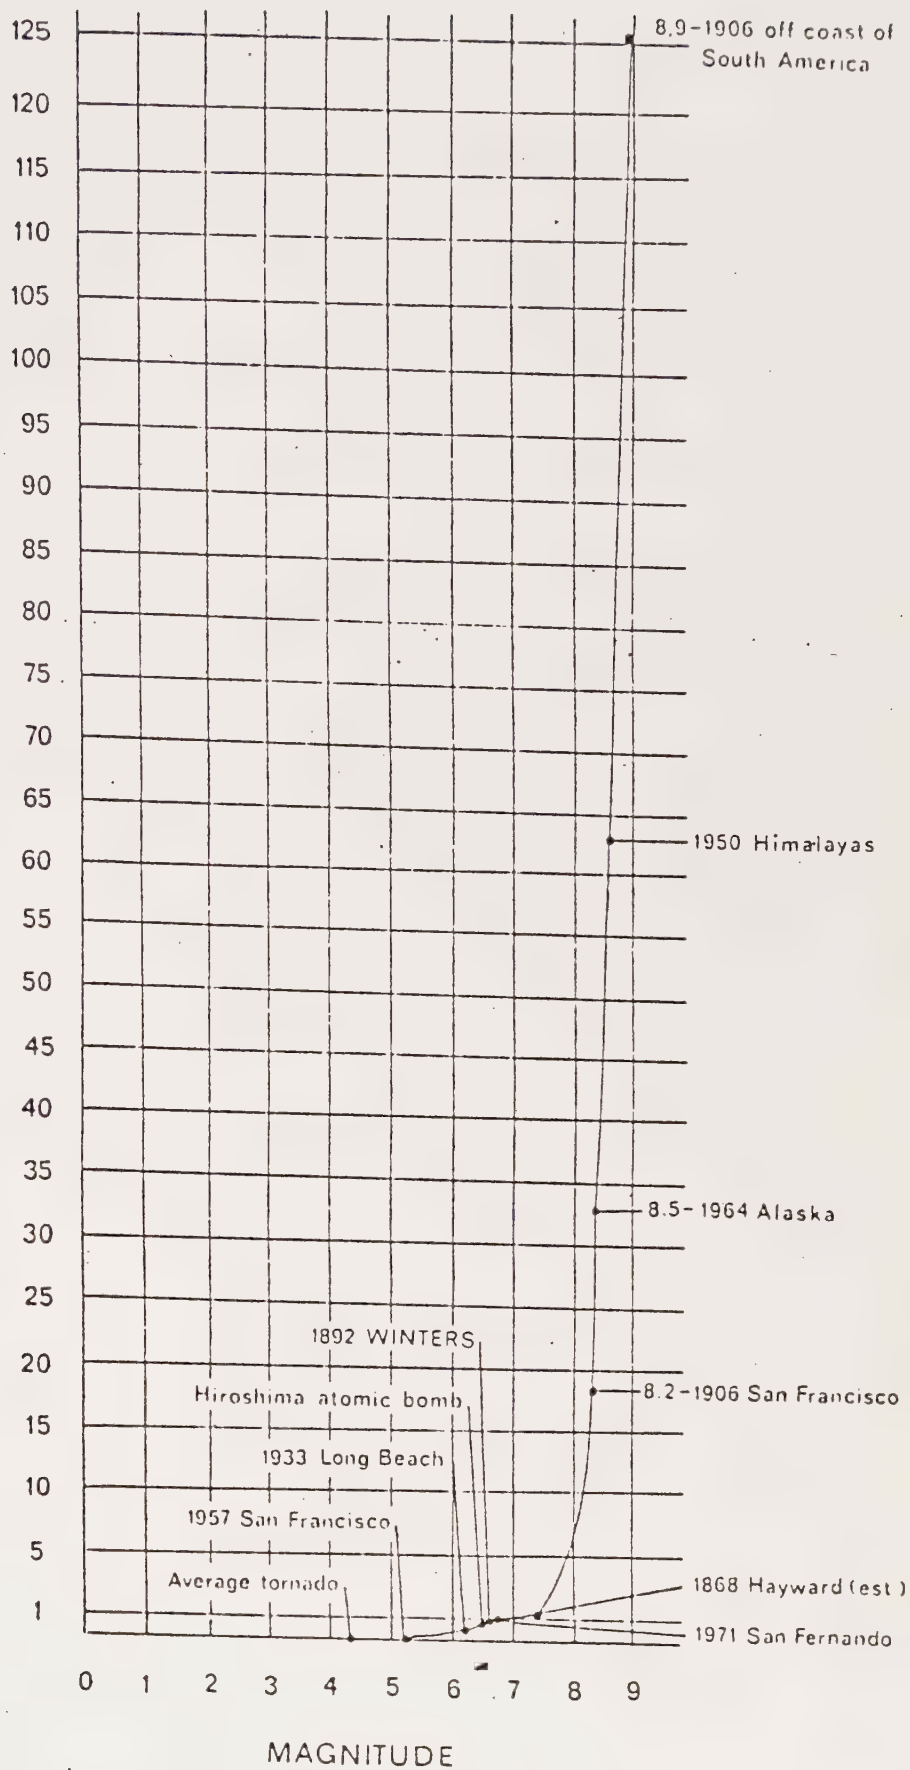 125
8.9-1906 off coast of
South America
120
115
110
105
100
95
90
85
80
75
70
65
1950 Himalayas
60
55
50
45
40
35
8.5-1964 Alaska
30
25
1892 WINTERS
20
8.2-1906 San Francisco
Hiroshima atomic bomb
15
1933 Long Beach
10
1957 San Francisco
5
Average tornado
1868 Hayward (est)
1
1971 San Fernando
0 1 2 3 4 5 6 7 8 9
MAGNITUDE